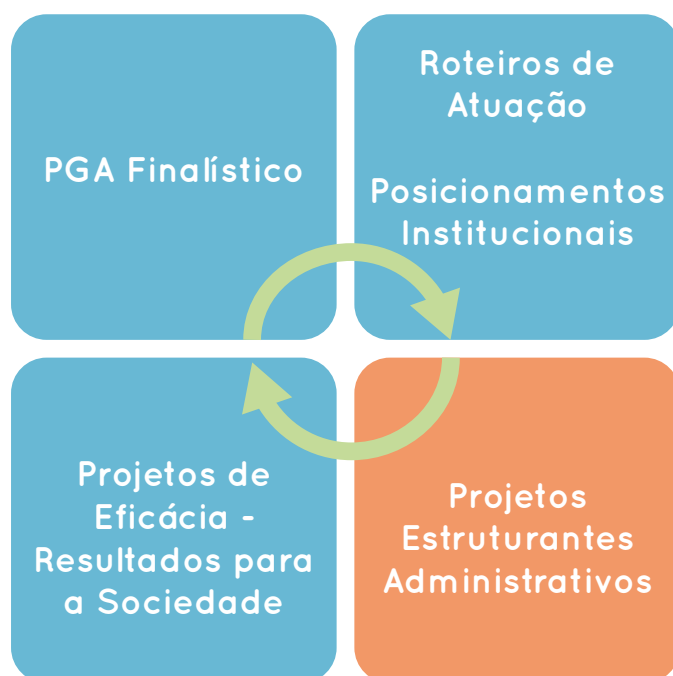 PGA Finalístico
Roteiros de
Atuação
Posicionamentos
Institucionais
Projetos de
Eficácia -
Resultados para
a Sociedade
Projetos
Estruturantes
Administrativos